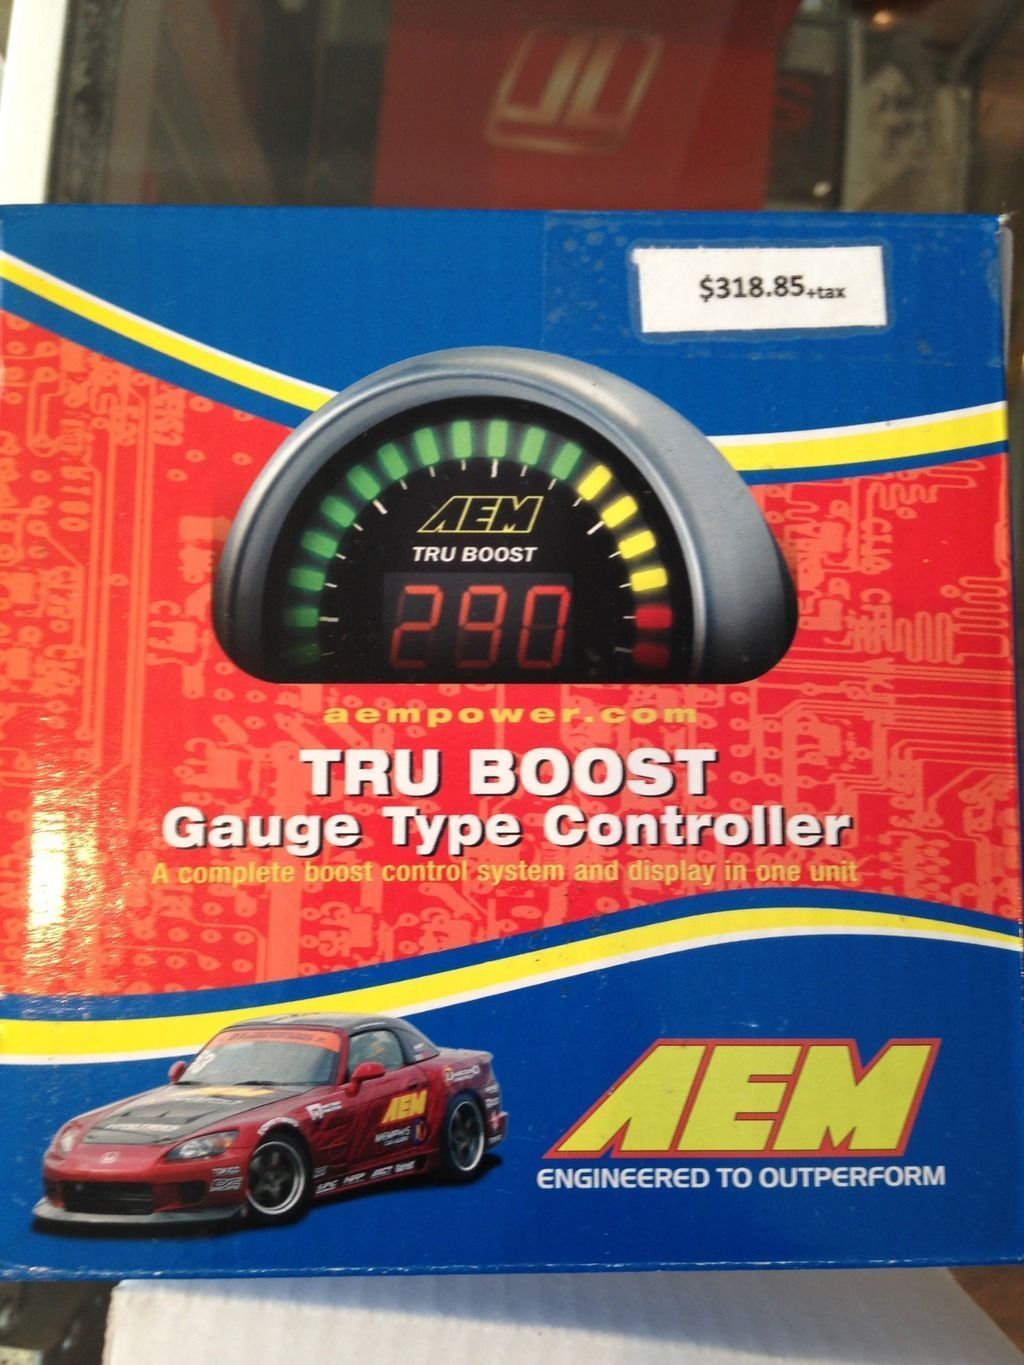 $318.85+tax
AEM
TRU BOOST
290
aempower.com
TRU BOOST
Gauge Type Controller
A complete boost control system and display in one unit
AEM
MEMPHIS
AEM
ENGINEERED TO OUTPERFORM